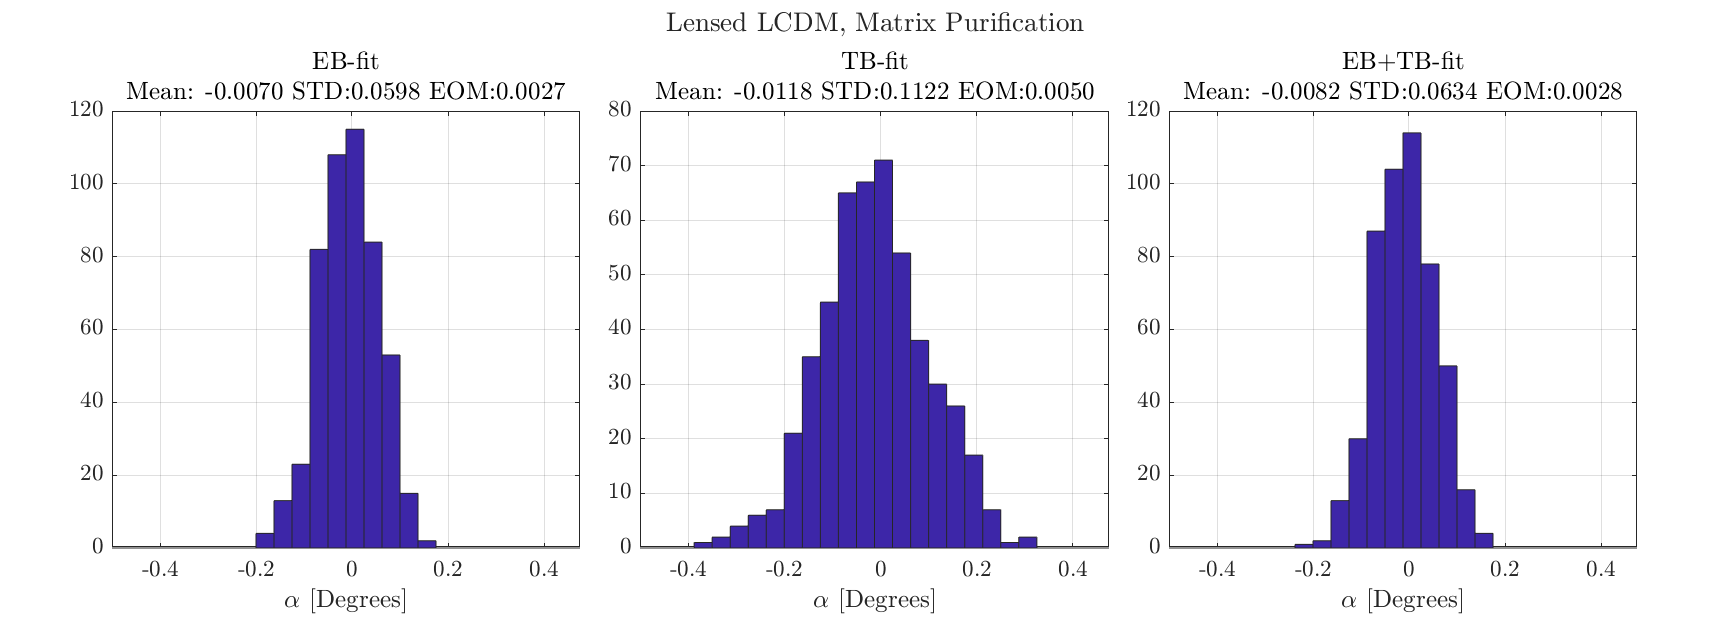 Lensed LCDM, Matrix Purification
EB-fit
Mean: -0.0070 STD:0.0598 EOM:0.0027
120
100
80
60
40
20
0
-0.4 -0.2 0 0.2 0.4
α [Degrees]
TB-fit
Mean: -0.0118 STD:0.1122 EOM:0.0050
80
70
60
50
40
30
20
10
0
-0.4 -0.2 0 0.2 0.4
α [Degrees]
EB+TB-fit
Mean: -0.0082 STD:0.0634 EOM:0.0028
120
100
80
60
40
20
0
-0.4 -0.2 0 0.2 0.4
α [Degrees]